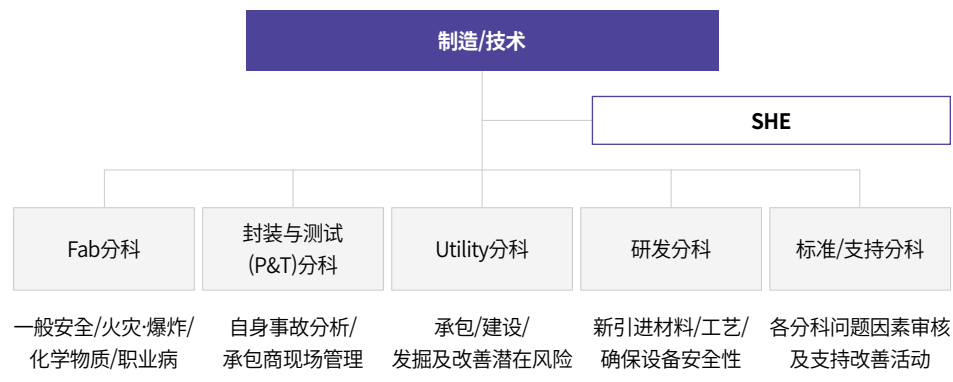 制造/技术
SHE
Fab分科
封装与测试
(P&T)分科
Utility分科
研发分科
标准/支持分科
一般安全/火灾·爆炸/
化学物质/职业病
自身事故分析/
承包商现场管理
承包/建设/
发掘及改善潜在风险
新引进材料/工艺/
确保设备安全性
各分科问题因素审核
及支持改善活动